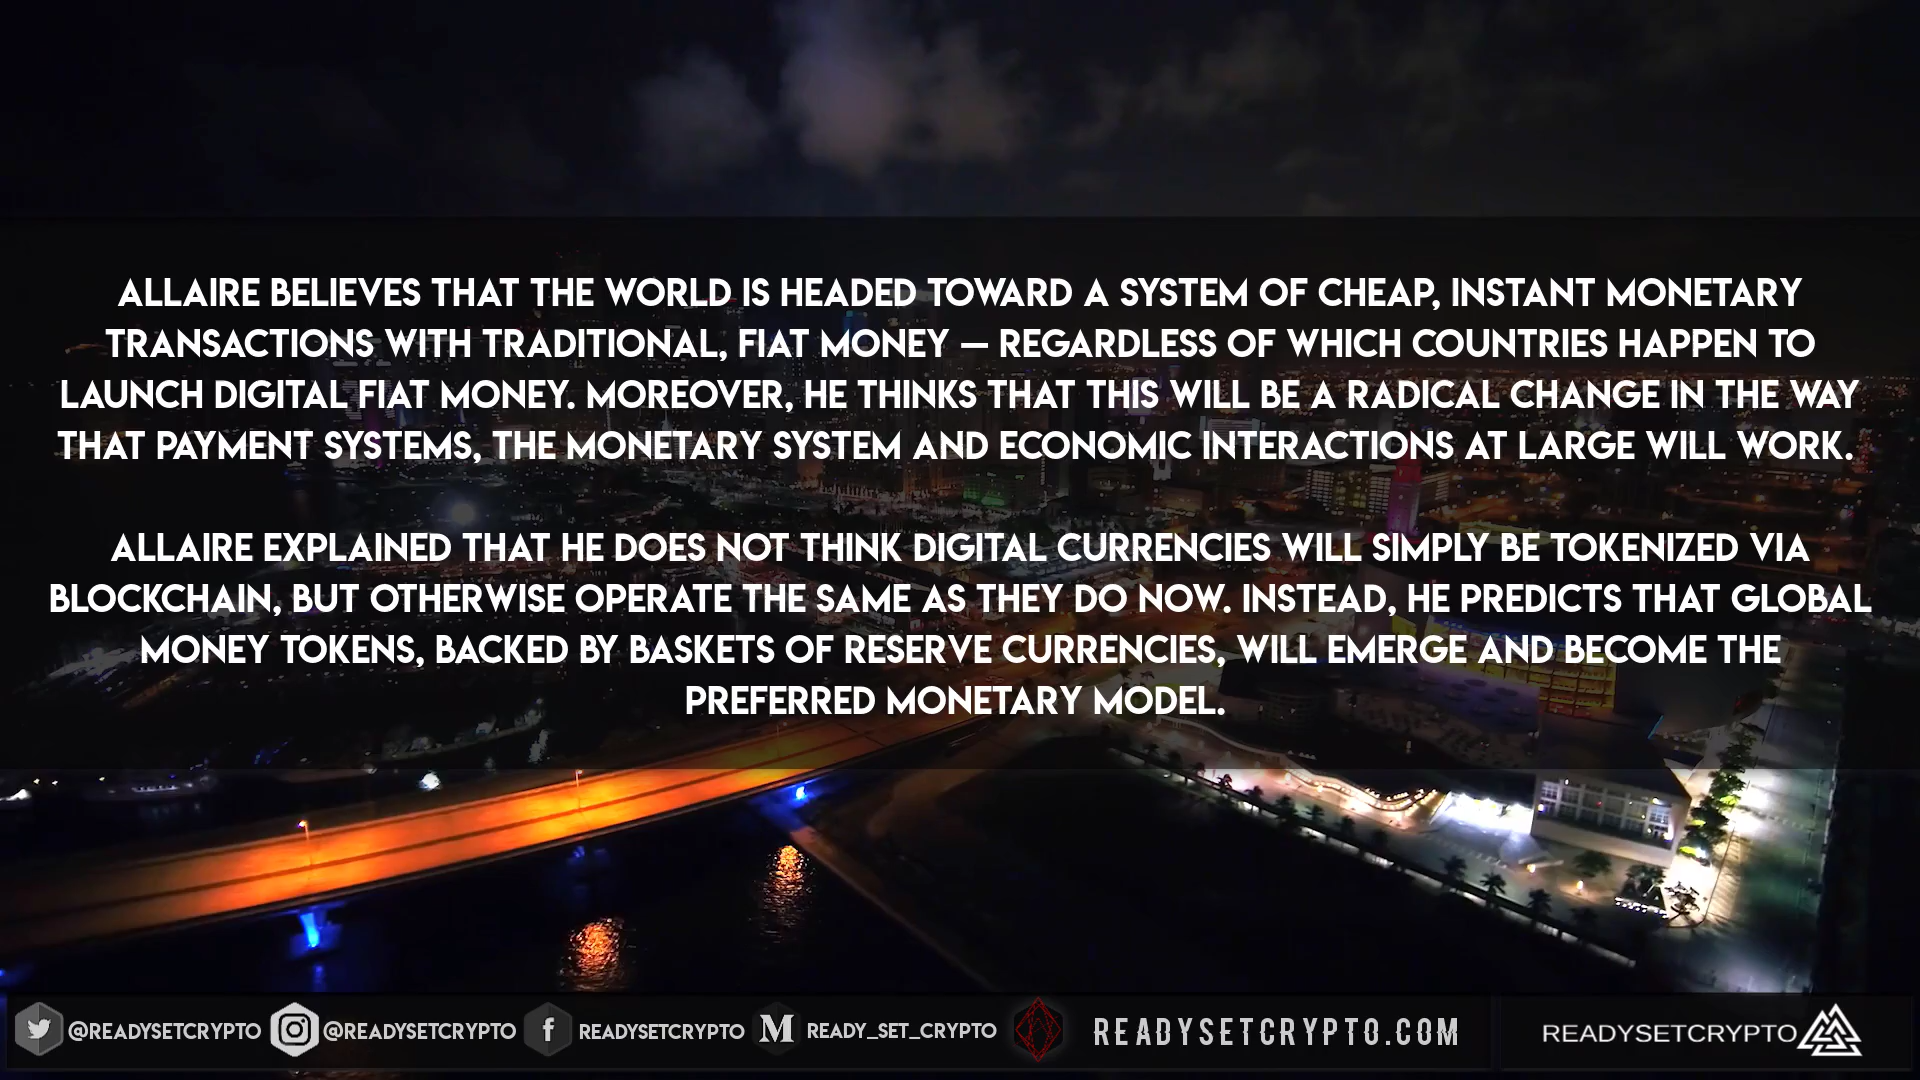 ALLAIRE BELIEVES THAT THE WORLD IS HEADED TOWARD A SYSTEM OF CHEAP, INSTANT MONETARY
TRANSACTIONS WITH TRADITIONAL, FIAT MONEY — REGARDLESS OF WHICH COUNTRIES HAPPEN TO
LAUNCH DIGITAL FIAT MONEY. MOREOVER, HE THINKS THAT THIS WILL BE A RADICAL CHANGE IN THE WAY
THAT PAYMENT SYSTEMS, THE MONETARY SYSTEM AND ECONOMIC INTERACTIONS AT LARGE WILL WORK.
ALLAIRE EXPLAINED THAT HE DOES NOT THINK DIGITAL CURRENCIES WILL SIMPLY BE TOKENIZED VIA
BLOCKCHAIN, BUT OTHERWISE OPERATE THE SAME AS THEY DO NOW. INSTEAD, HE PREDICTS THAT GLOBAL
MONEY TOKENS, BACKED BY BASKETS OF RESERVE CURRENCIES, WILL EMERGE AND BECOME THE
PREFERRED MONETARY MODEL.
@READYSETCRYPTO @READYSETCRYPTO f READYSETCRYPTO M READY_SET_CRYPTO READYSETCRYPTO.COM READYSETCRYPTO